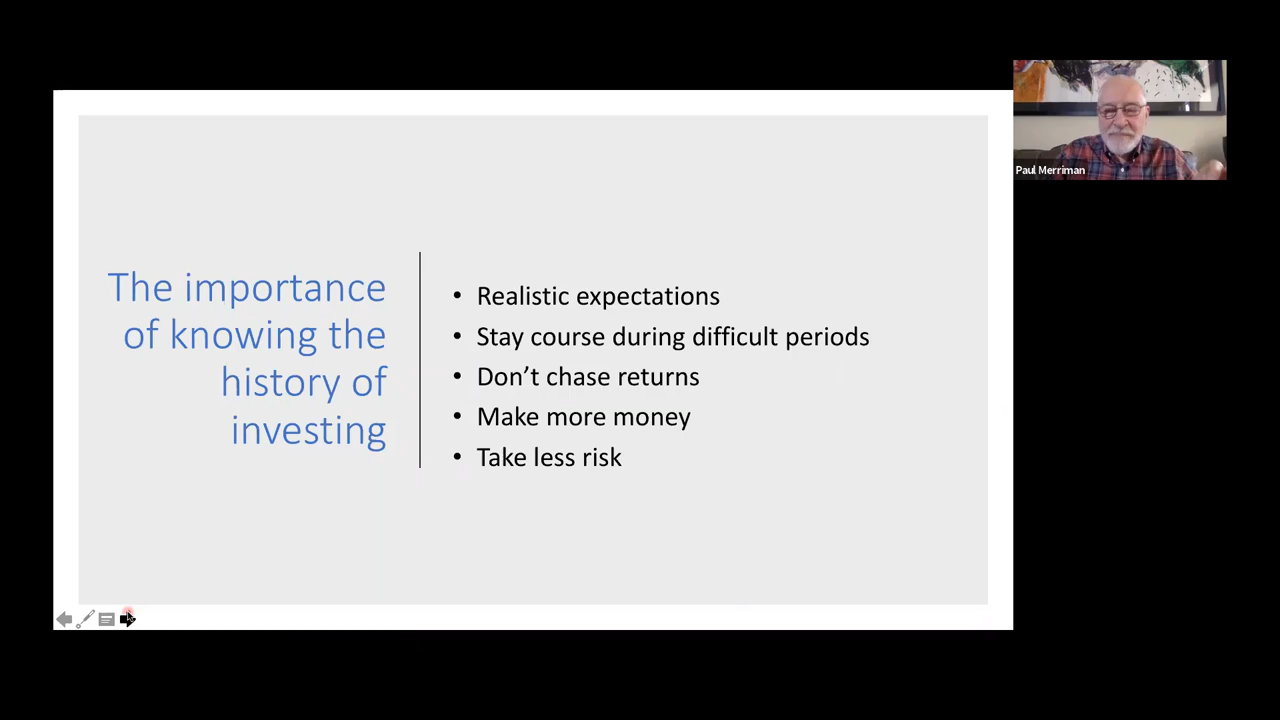 The importance
of knowing the
history of
investing
• Realistic expectations
• Stay course during difficult periods
• Don’t chase returns
• Make more money
• Take less risk
Paul Merriman